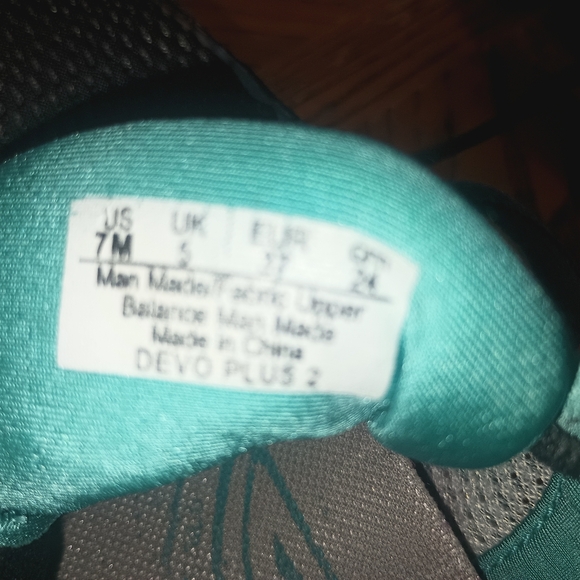 US UK EUR
7M 5 37 24
Man Made/Fabric Upper
Balance Man Made
Made in China
DEVO PLUS 2